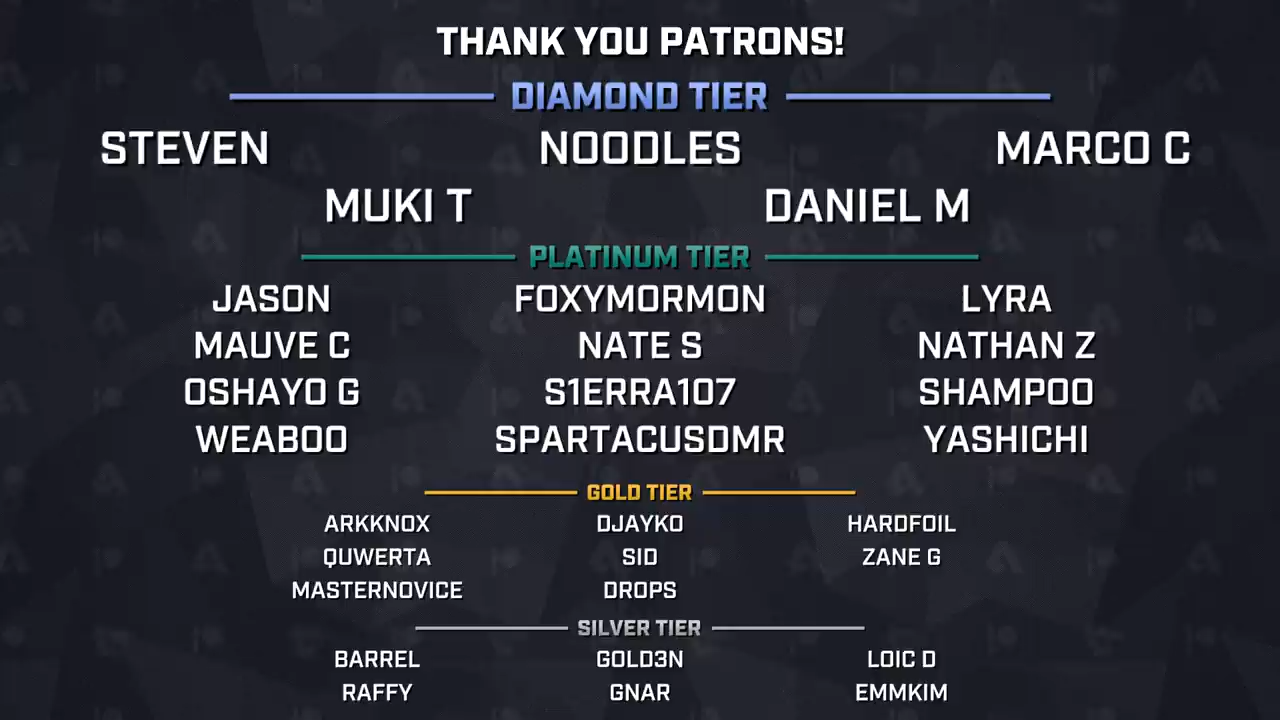 THANK YOU PATRONS!
DIAMOND TIER
STEVEN NOODLES MARCO C
MUKI T DANIEL M
PLATINUM TIER
JASON FOXYMORMON LYRA
MAUVE C NATE S NATHAN Z
OSHAYO G S1ERRA107 SHAMPOO
WEABOO SPARTACUSDMR YASHICHI
GOLD TIER
ARKKNOX DJAYKO HARDFOIL
QUWERTA SID ZANE G
MASTERNOVICE DROPS
SILVER TIER
BARREL GOLD3N LOIC D
RAFFY GNAR EMMKIM